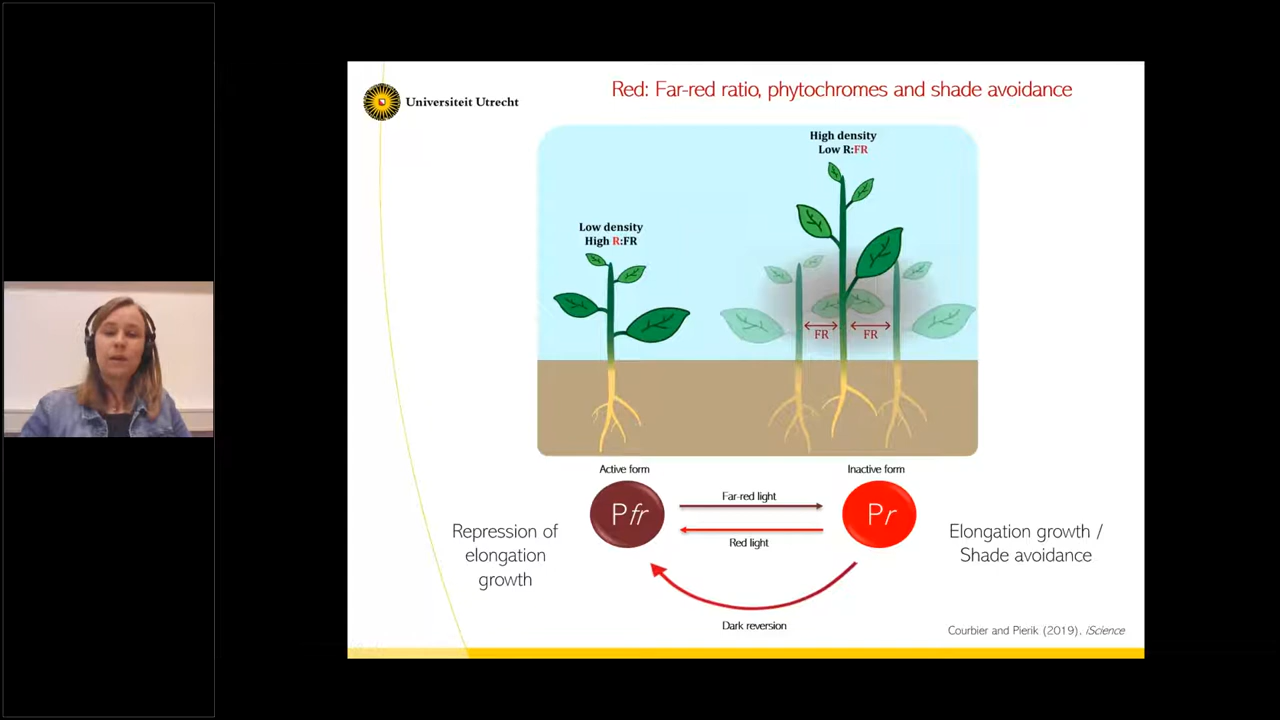 Universiteit Utrecht
Red: Far-red ratio, phytochromes and shade avoidance
High density
Low R:FR
Low density
High R:FR
FR
FR
Active form
Inactive form
Pfr
Far-red light
Red light
Pr
Repression of
elongation
growth
Elongation growth /
Shade avoidance
Dark reversion
Courbier and Pierik (2019), iScience